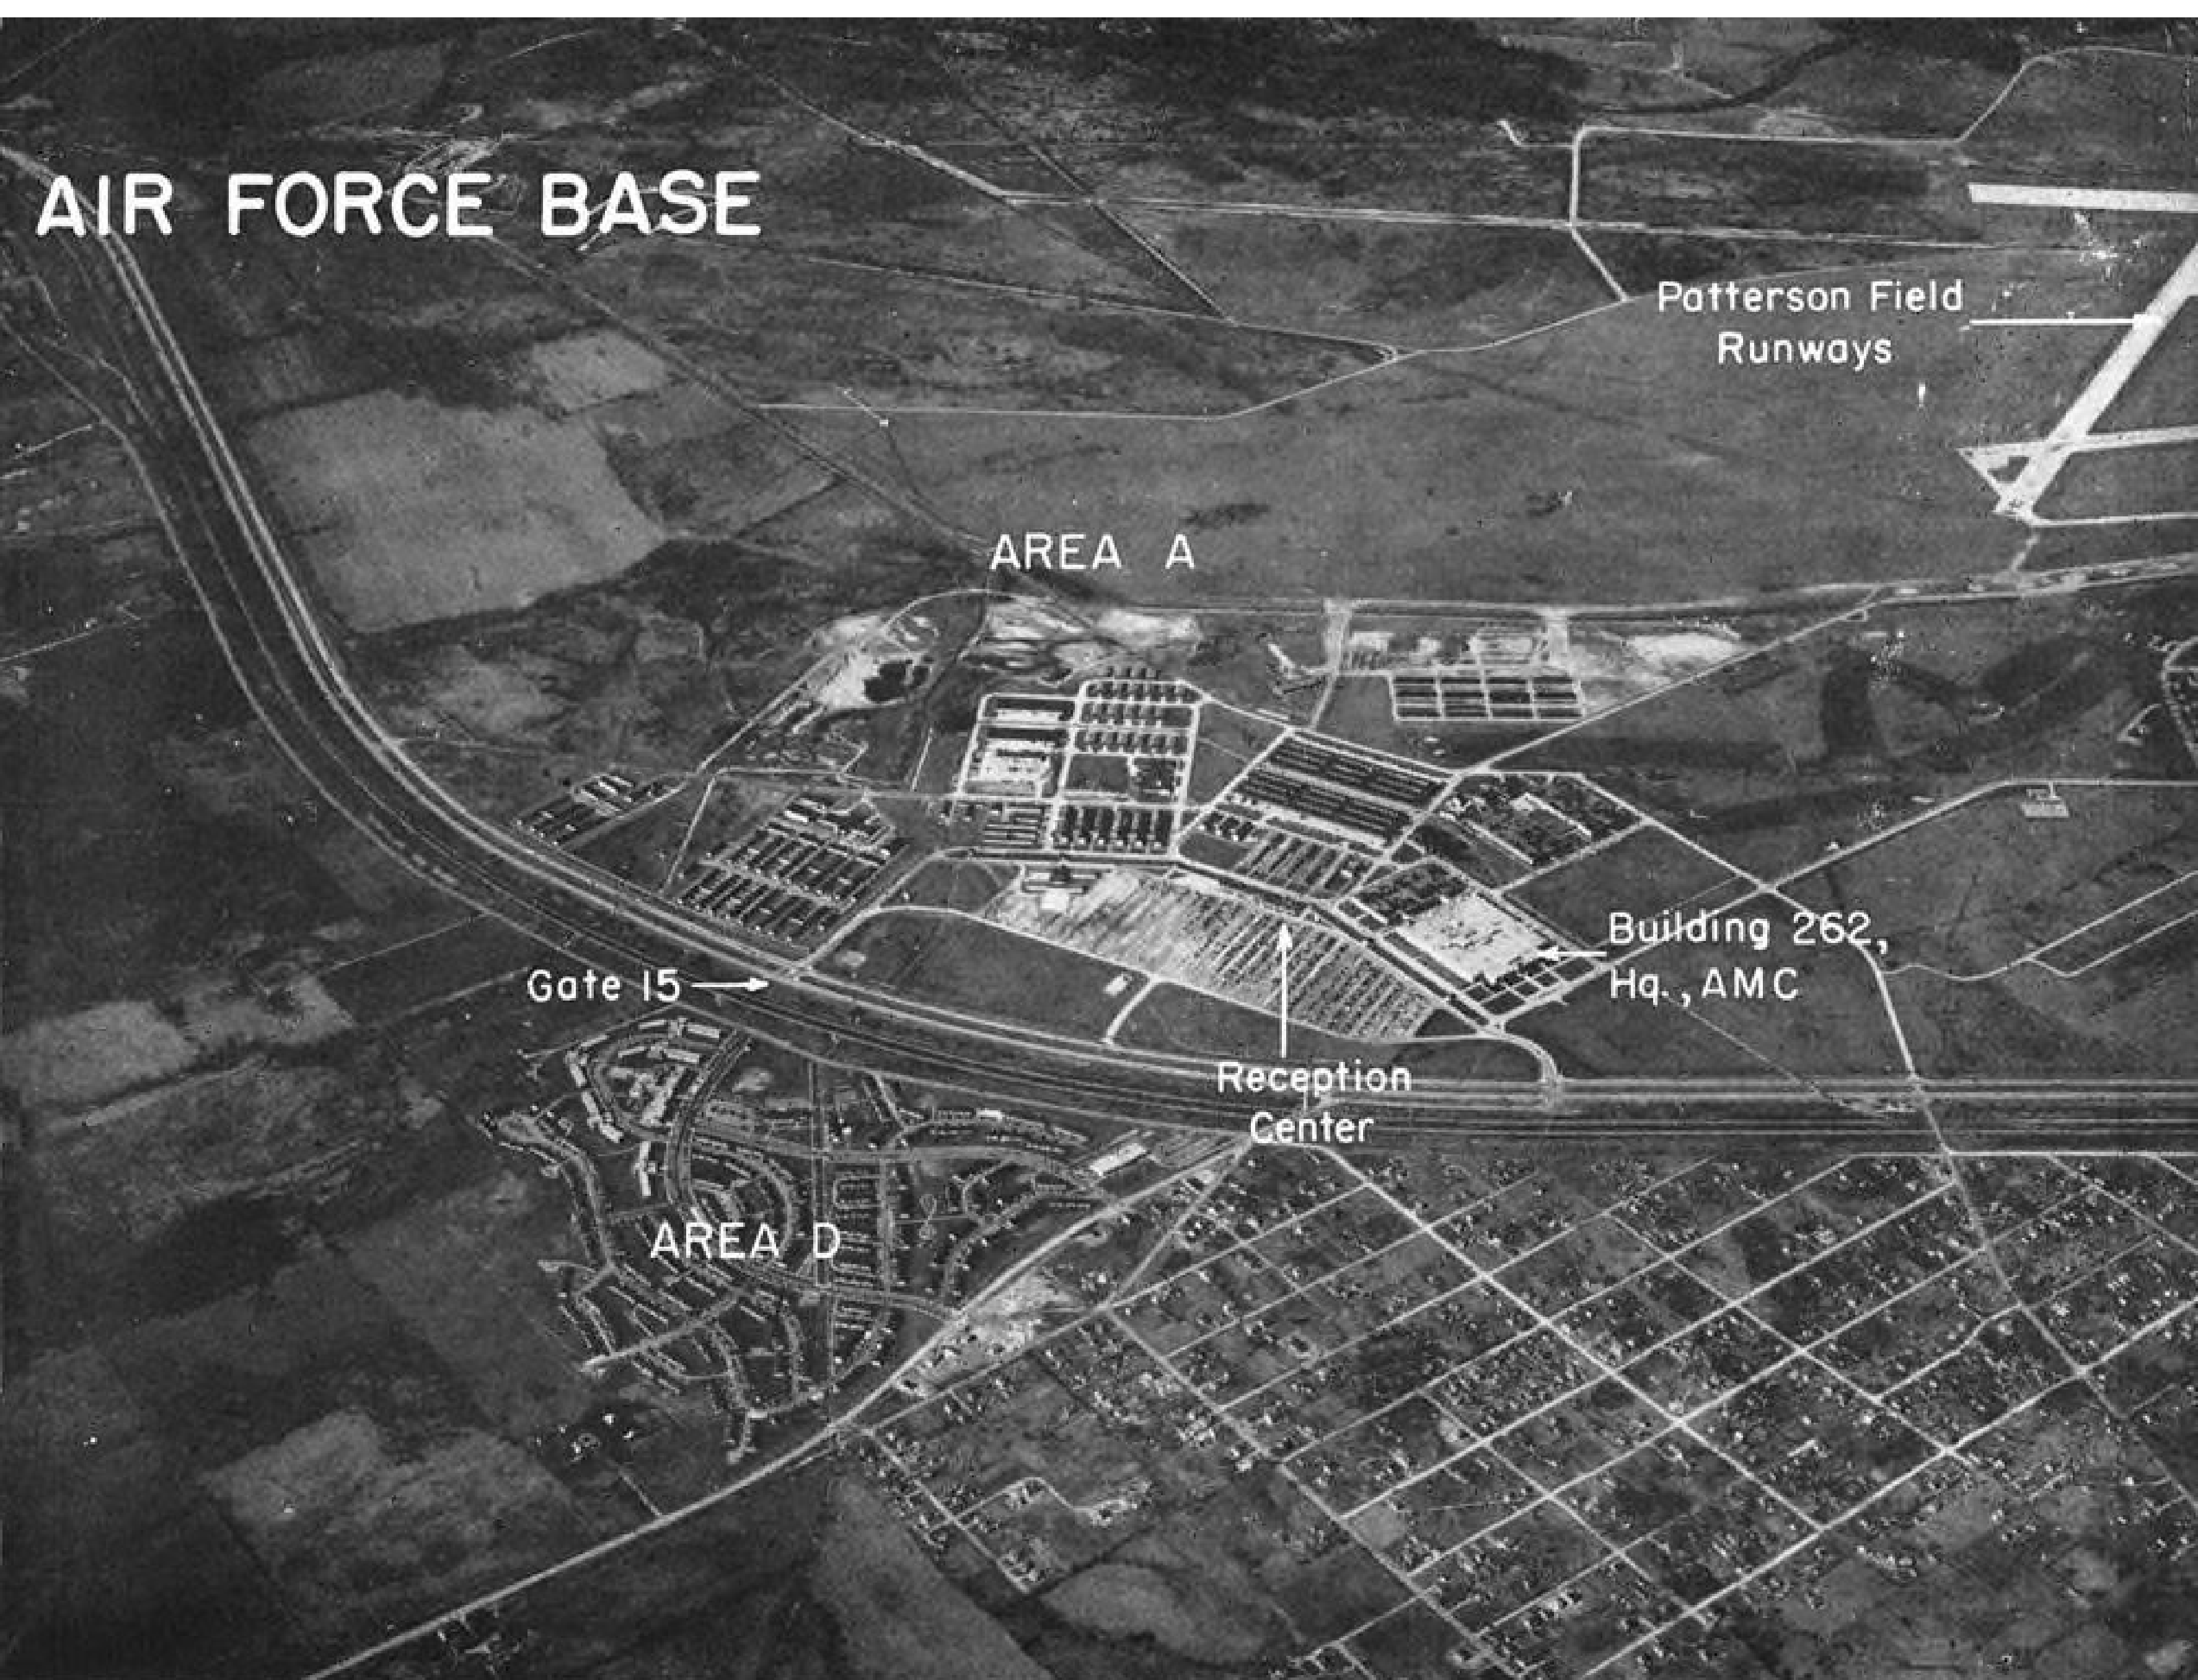 AIR FORCE BASE
Patterson Field
Runways
AREA A
Building 262,
Hq., AMC
Gate 15
Reception
Center
AREA D